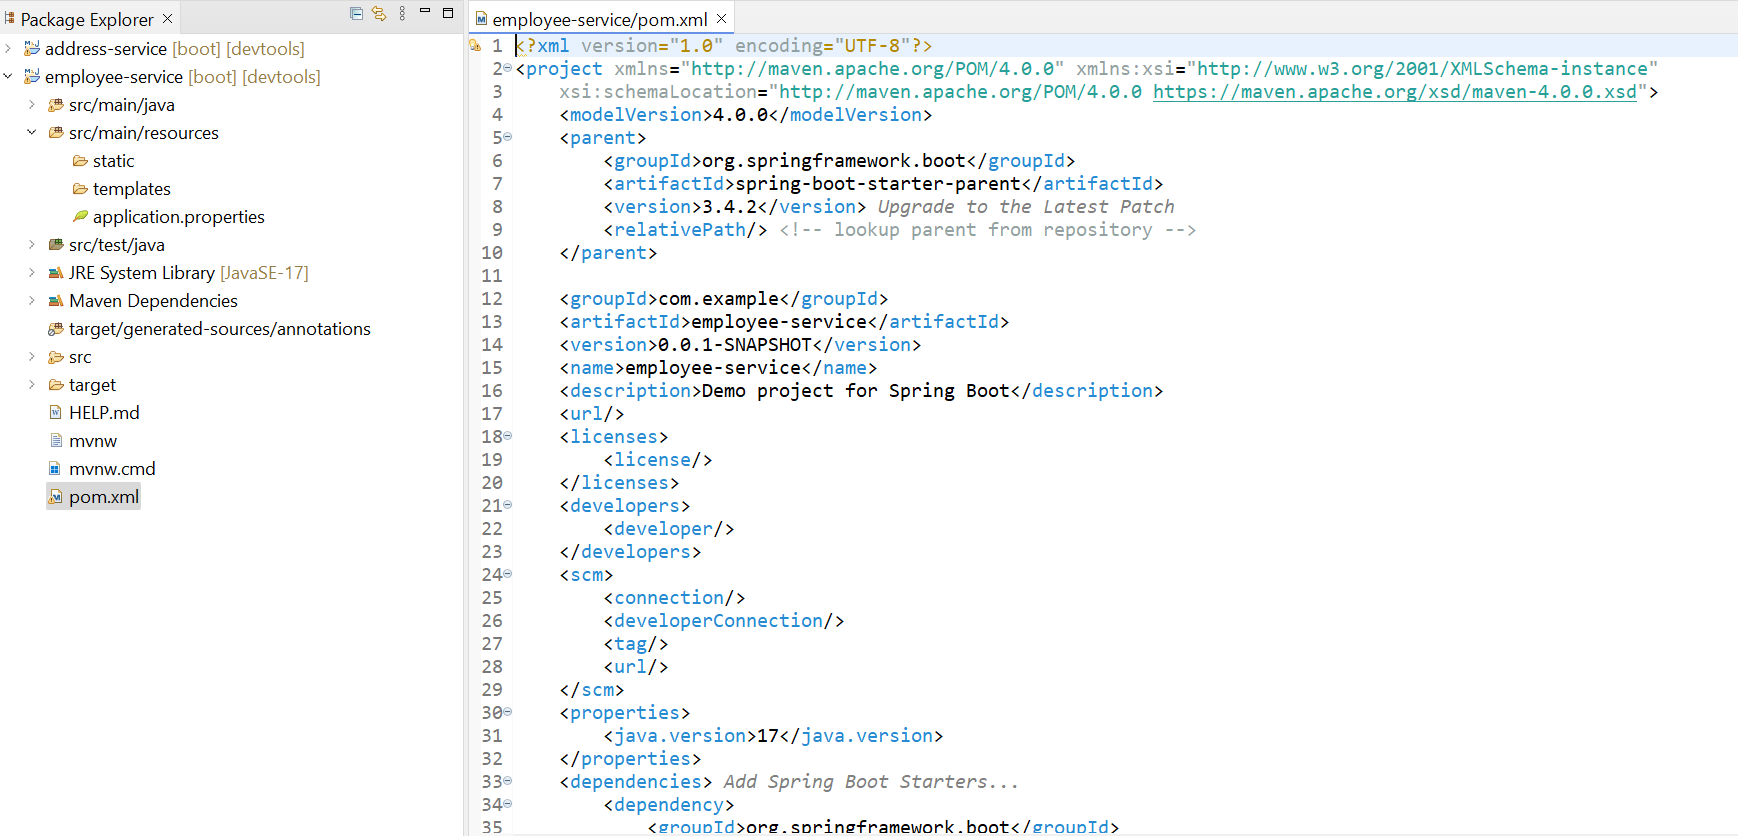 Package Explorer
address-service [boot] [devtools]
employee-service [boot] [devtools]
src/main/java
src/main/resources
static
templates
application.properties
src/test/java
JRE System Library [JavaSE-17]
Maven Dependencies
target/generated-sources/annotations
src
target
HELP.md
mvnw
mvnw.cmd
pom.xml
employee-service/pom.xml
1 <?xml version="1.0" encoding="UTF-8"?>
2 <project xmlns="http://maven.apache.org/POM/4.0.0" xmlns:xsi="http://www.w3.org/2001/XMLSchema-instance"
3 xsi:schemaLocation="http://maven.apache.org/POM/4.0.0 https://maven.apache.org/xsd/maven-4.0.0.xsd">
4 <modelVersion>4.0.0</modelVersion>
5 <parent>
6 <groupId>org.springframework.boot</groupId>
7 <artifactId>spring-boot-starter-parent</artifactId>
8 <version>3.4.2</version> Upgrade to the Latest Patch
9 <relativePath/> <!-- lookup parent from repository -->
10 </parent>
11
12 <groupId>com.example</groupId>
13 <artifactId>employee-service</artifactId>
14 <version>0.0.1-SNAPSHOT</version>
15 <name>employee-service</name>
16 <description>Demo project for Spring Boot</description>
17 <url/>
18 <licenses>
19 <license/>
20 </licenses>
21 <developers>
22 <developer/>
23 </developers>
24 <scm>
25 <connection/>
26 <developerConnection/>
27 <tag/>
28 <url/>
29 </scm>
30 <properties>
31 <java.version>17</java.version>
32 </properties>
33 <dependencies> Add Spring Boot Starters...
34 <dependency>
35 <groupId>org.springframework.boot</groupId>